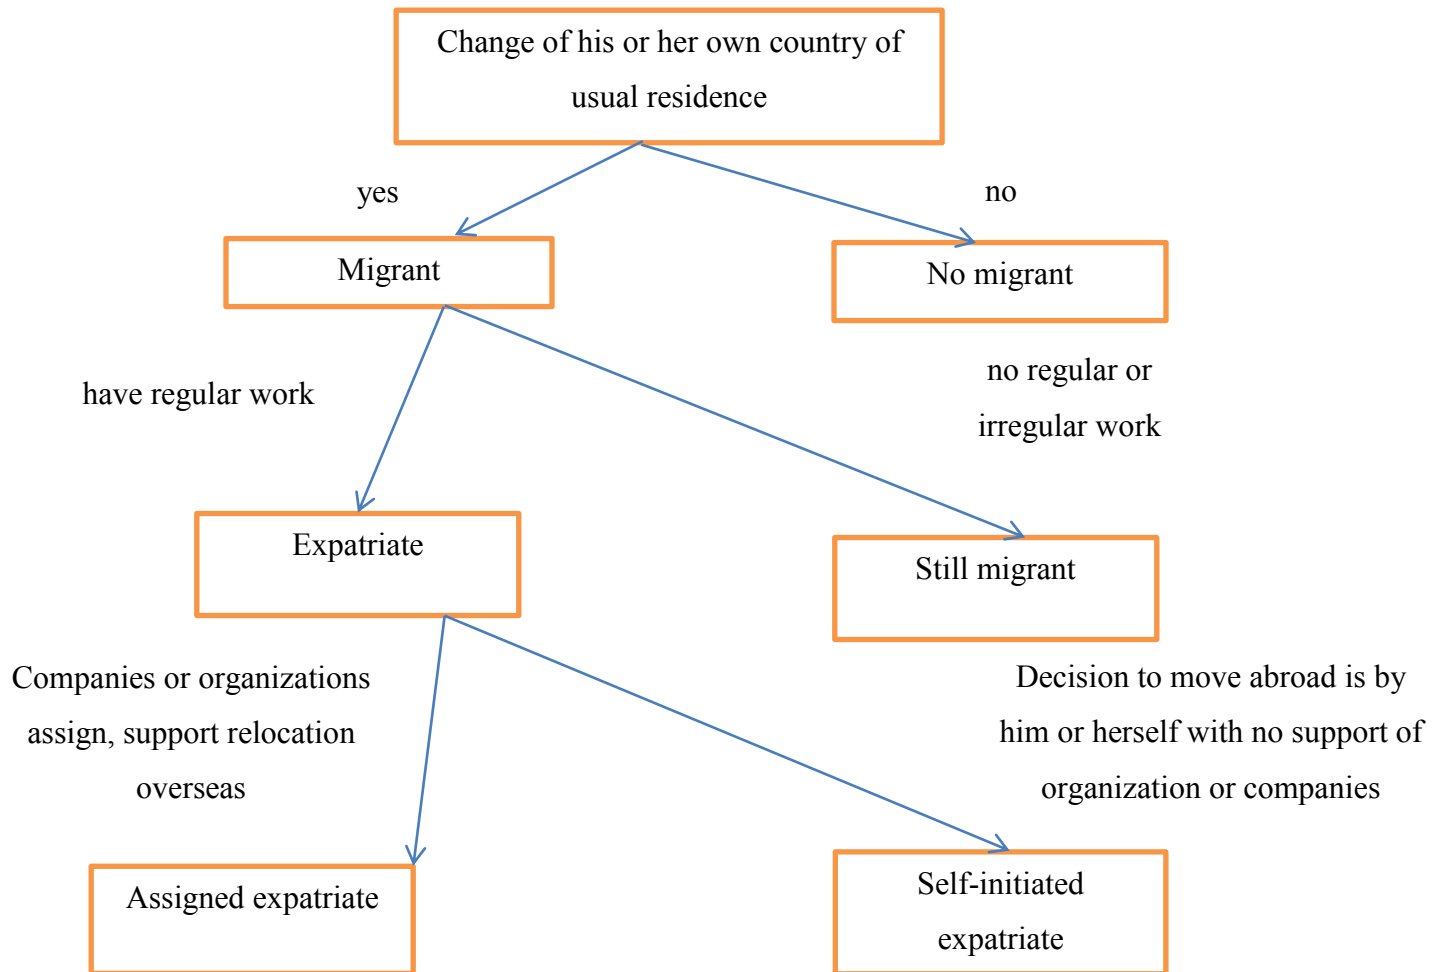 Change of his or her own country of
usual residence
yes
no
Migrant
No migrant
have regular work
no regular or
irregular work
Expatriate
Still migrant
Companies or organizations
assign, support relocation
overseas
Decision to move abroad is by
him or herself with no support of
organization or companies
Assigned expatriate
Self-initiated
expatriate